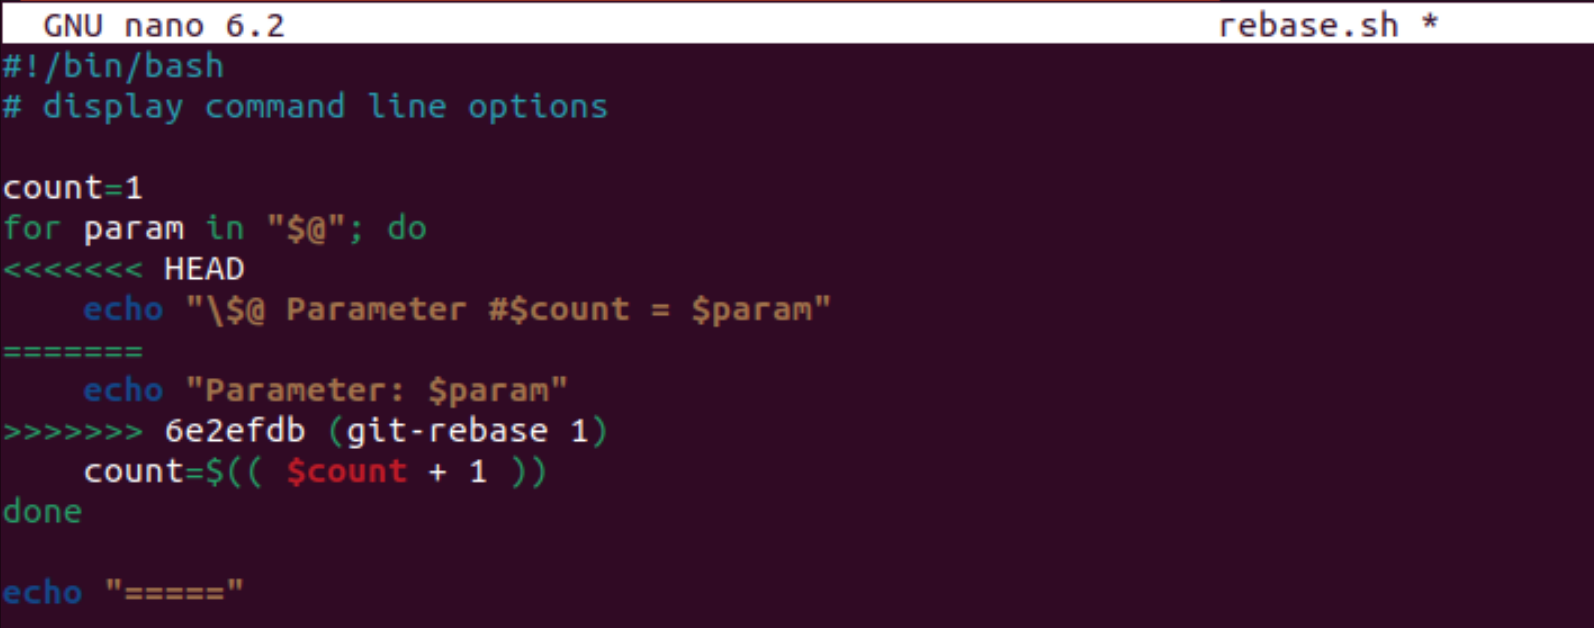 GNU nano 6.2 rebase.sh *
#!/bin/bash
# display command line options
count=1
for param in "$@"; do
<<<<<<< HEAD
    echo "\$@ Parameter #$count = $param"
=======
    echo "Parameter: $param"
>>>>>>> 6e2efdb (git-rebase 1)
    count=$(( $count + 1 ))
done
echo "====="